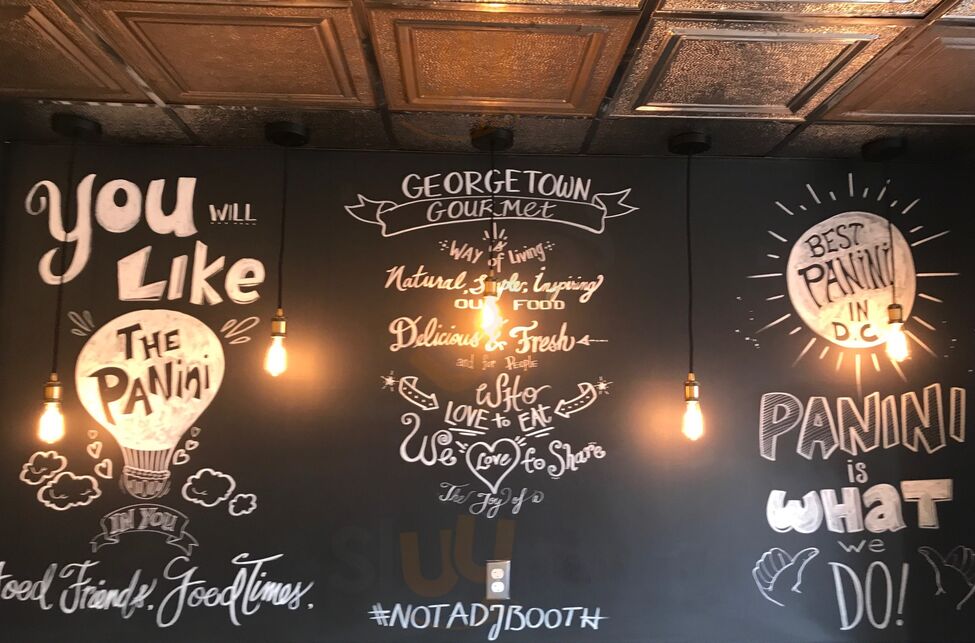 You WILL
Like
THE
PANini
IN YOU
Friends. Good Times.
GEORGETOWN
GOURMet
WAY of Living
Natural, Simple, Inspiring
OUR FOOD
Delicious & Fresh
and for People
WHo
LOVE to EAt
We Love to Share
The Joy of a
#NOTADJBOOTH
BEST
PANINI
IN
D.C
PANINI
is
WHAT
we
DO!